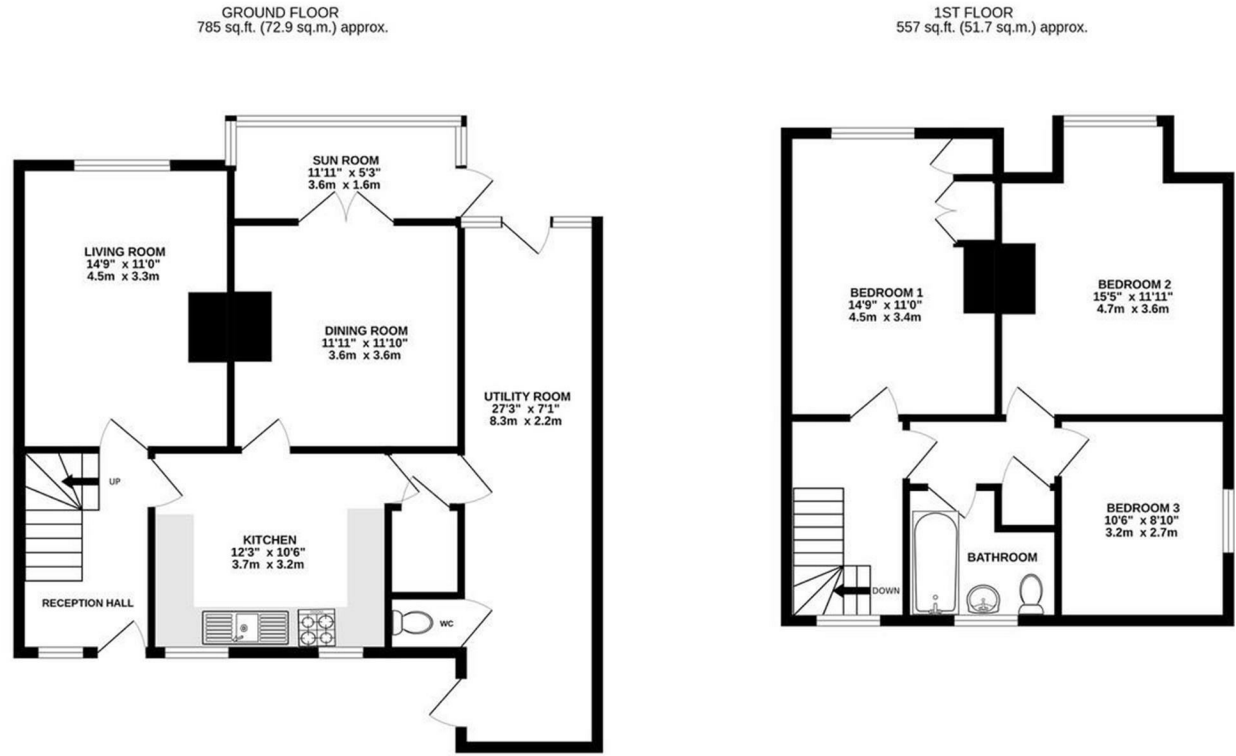 GROUND FLOOR
785 sq.ft. (72.9 sq.m.) approx.
1ST FLOOR
557 sq.ft. (51.7 sq.m.) approx.
SUN ROOM
11'11" x 5'3"
3.6m x 1.6m
LIVING ROOM
14'9" x 11'0"
4.5m x 3.3m
DINING ROOM
11'11" x 11'10"
3.6m x 3.6m
UTILITY ROOM
27'3" x 7'1"
8.3m x 2.2m
UP
KITCHEN
12'3" x 10'6"
3.7m x 3.2m
RECEPTION HALL
WC
BEDROOM 1
14'9" x 11'0"
4.5m x 3.4m
BEDROOM 2
15'5" x 11'11"
4.7m x 3.6m
BEDROOM 3
10'6" x 8'10"
3.2m x 2.7m
BATHROOM
DOWN